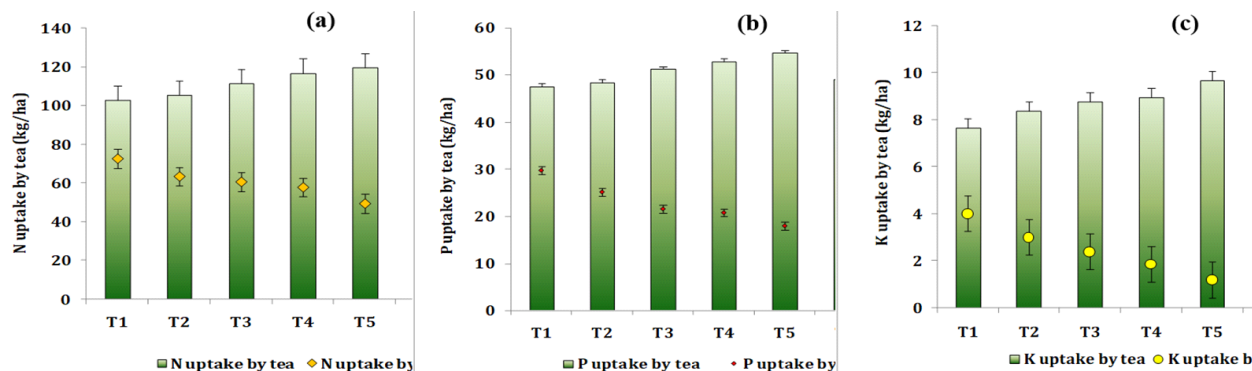 (a)
N uptake by tea (kg/ha)
140
120
100
80
60
40
20
0
T1 T2 T3 T4 T5
N uptake by tea N uptake by
(b)
Puptake by tea (kg/ha)
60
50
40
30
20
10
0
T1 T2 T3 T4 T5
P uptake by tea P uptake by
(c)
K uptake by tea (kg/ha)
12
10
8
6
4
2
0
T1 T2 T3 T4 T5
K uptake by tea K uptake b